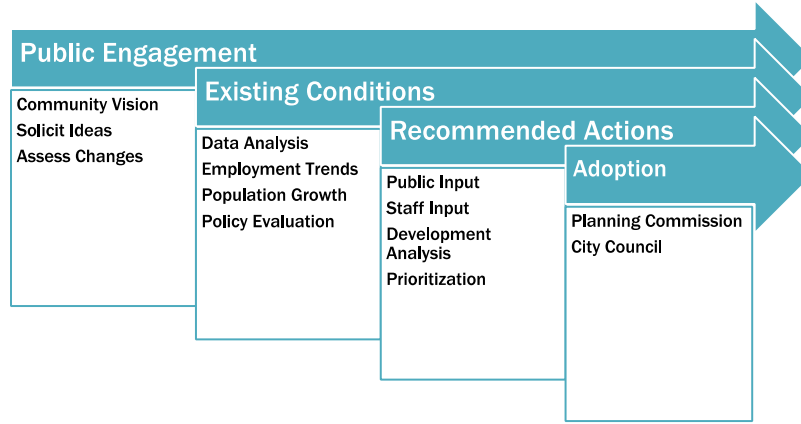 Public Engagement
Community Vision
Solicit Ideas
Assess Changes
Existing Conditions
Data Analysis
Employment Trends
Population Growth
Policy Evaluation
Recommended Actions
Public Input
Staff Input
Development
Analysis
Prioritization
Adoption
Planning Commission
City Council